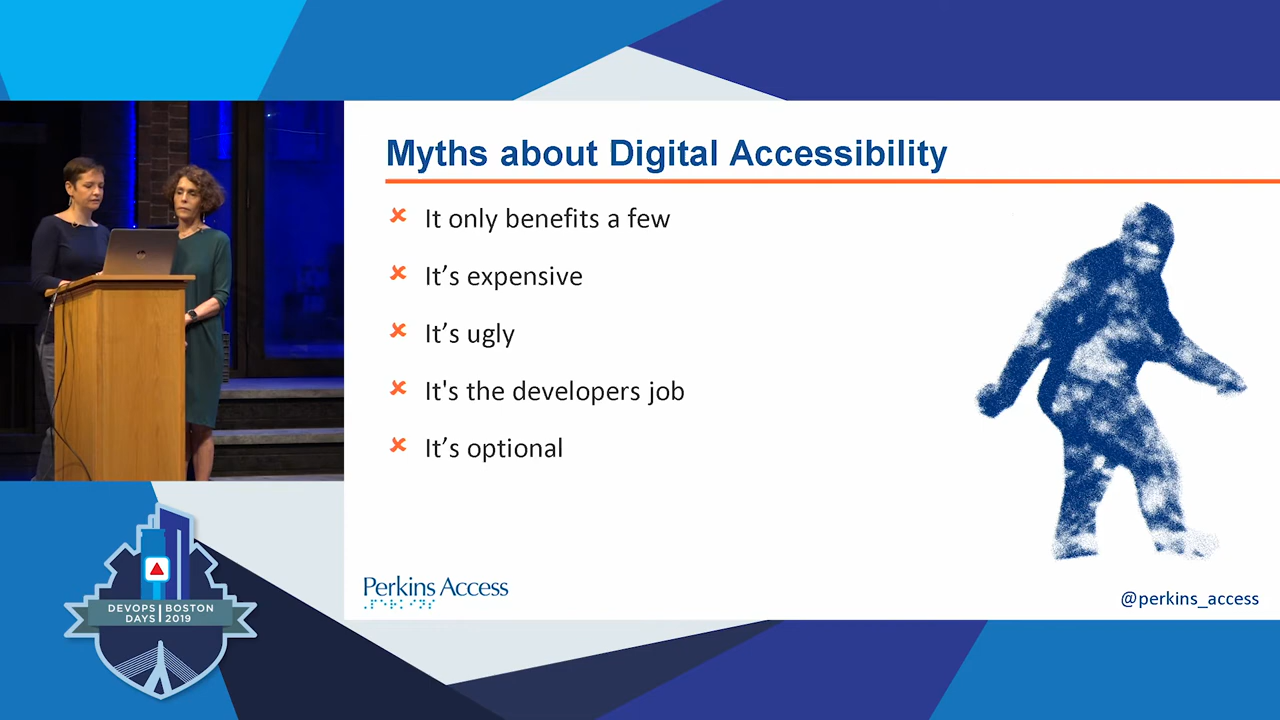 Myths about Digital Accessibility
✘ It only benefits a few
✘ It’s expensive
✘ It’s ugly
✘ It's the developers job
✘ It’s optional
Perkins Access
@perkins_access
DEVOPS | BOSTON
DAYS | 2019